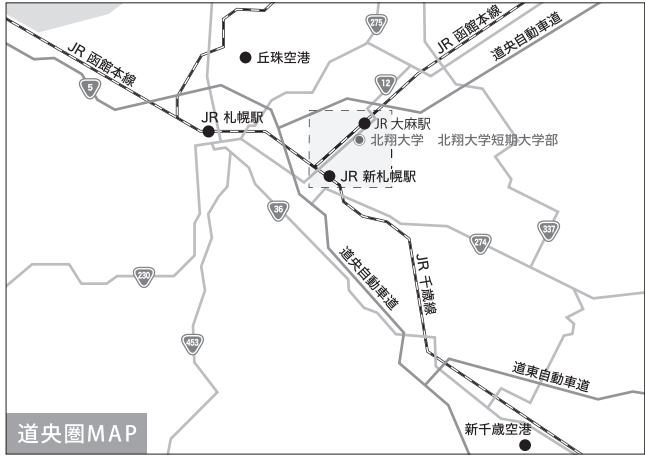 275
JR 函館本線
道央自動車道
JR 函館本線
丘珠空港
5
12
JR 札幌駅
JR 大麻駅
北翔大学 北翔大学短期大学部
JR 新札幌駅
36
337
274
道央自動車道
JR 千歳線
230
453
道東自動車道
道央圏MAP
新千歳空港